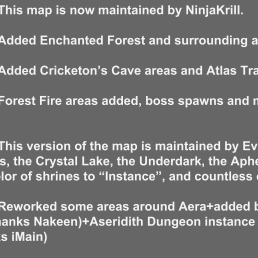 This map is now maintained by NinjaKrill.
Added Enchanted Forest and surrounding a
Added Cricketon's Cave areas and Atlas Tra
Forest Fire areas added, boss spawns and n
This version of the map is maintained by Ev
s, the Crystal Lake, the Underdark, the Aphe
lor of shrines to “Instance”, and countless
Reworked some areas around Aera+added b
hanks Nakeen)+Aseridith Dungeon instance
s iMain)